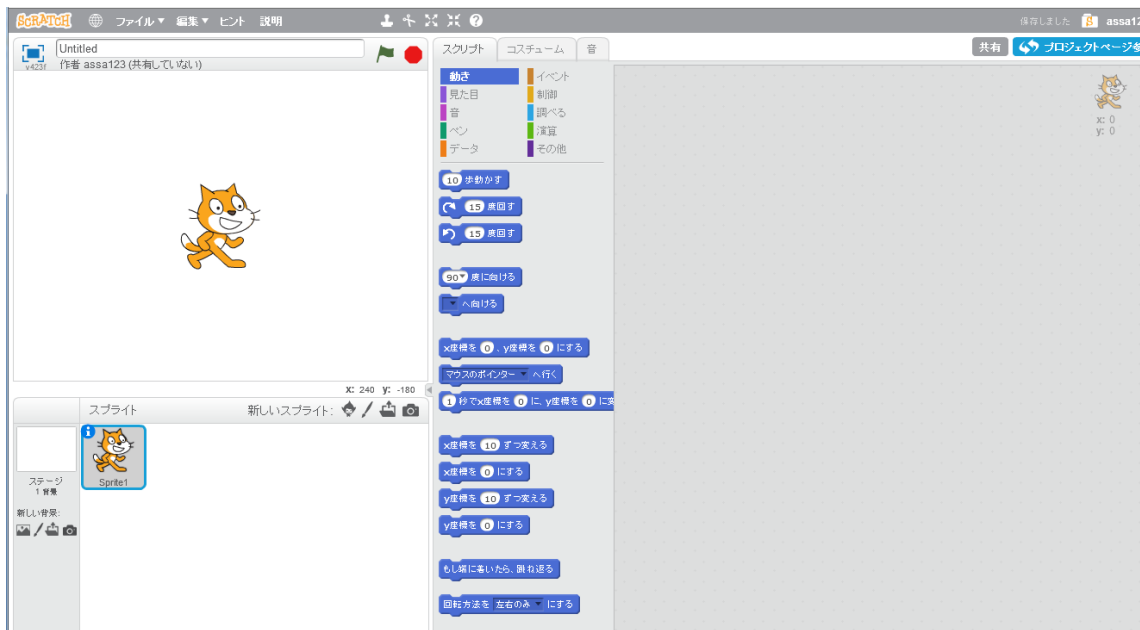 SCRATCH ファイル▼ 編集▼ ヒント 説明 保存しました assa12
v423f Untitled
作者 assa123 (共有していない)
スクリプト コスチューム 音 共有 プロジェクトページ参
動き イベント
見た目 制御
音 調べる
ペン 演算
データ その他
x: 0
y: 0
10 歩動かす
15 度回す
15 度回す
90▼ 度に向ける
へ向ける
x座標を 0 、y座標を 0 にする
マウスのポインター へ行く
1 秒でx座標を 0 に、y座標を 0 に変
x座標を 10 ずつ変える
x座標を 0 にする
y座標を 10 ずつ変える
y座標を 0 にする
もし端に着いたら、跳ね返る
回転方法を 左右のみ にする
X: 240 y: -180
スプライト 新しいスプライト:
ステージ
1 背景
新しい背景:
Sprite1